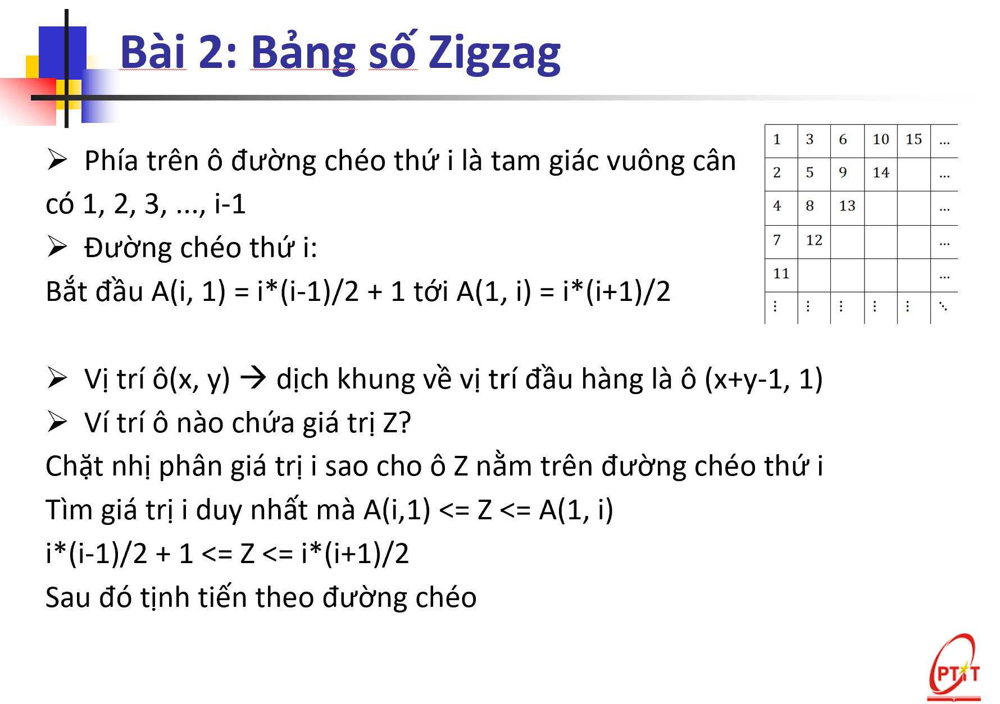 Bài 2: Bảng số Zigzag
➢ Phía trên ô đường chéo thứ i là tam giác vuông cân
có 1, 2, 3, ..., i-1
➢ Đường chéo thứ i:
Bắt đầu A(i, 1) = i*(i-1)/2 + 1 tới A(1, i) = i*(i+1)/2
1 3 6 10 15 ...
2 5 9 14 ...
4 8 13 ...
7 12 ...
11 ...
⋮ ⋮ ⋮ ⋮ ⋮ ⋱
➢ Vị trí ô(x, y) → dịch khung về vị trí đầu hàng là ô (x+y-1, 1)
➢ Ví trí ô nào chứa giá trị Z?
Chặt nhị phân giá trị i sao cho ô Z nằm trên đường chéo thứ i
Tìm giá trị i duy nhất mà A(i,1) <= Z <= A(1, i)
i*(i-1)/2 + 1 <= Z <= i*(i+1)/2
Sau đó tịnh tiến theo đường chéo
PTIT